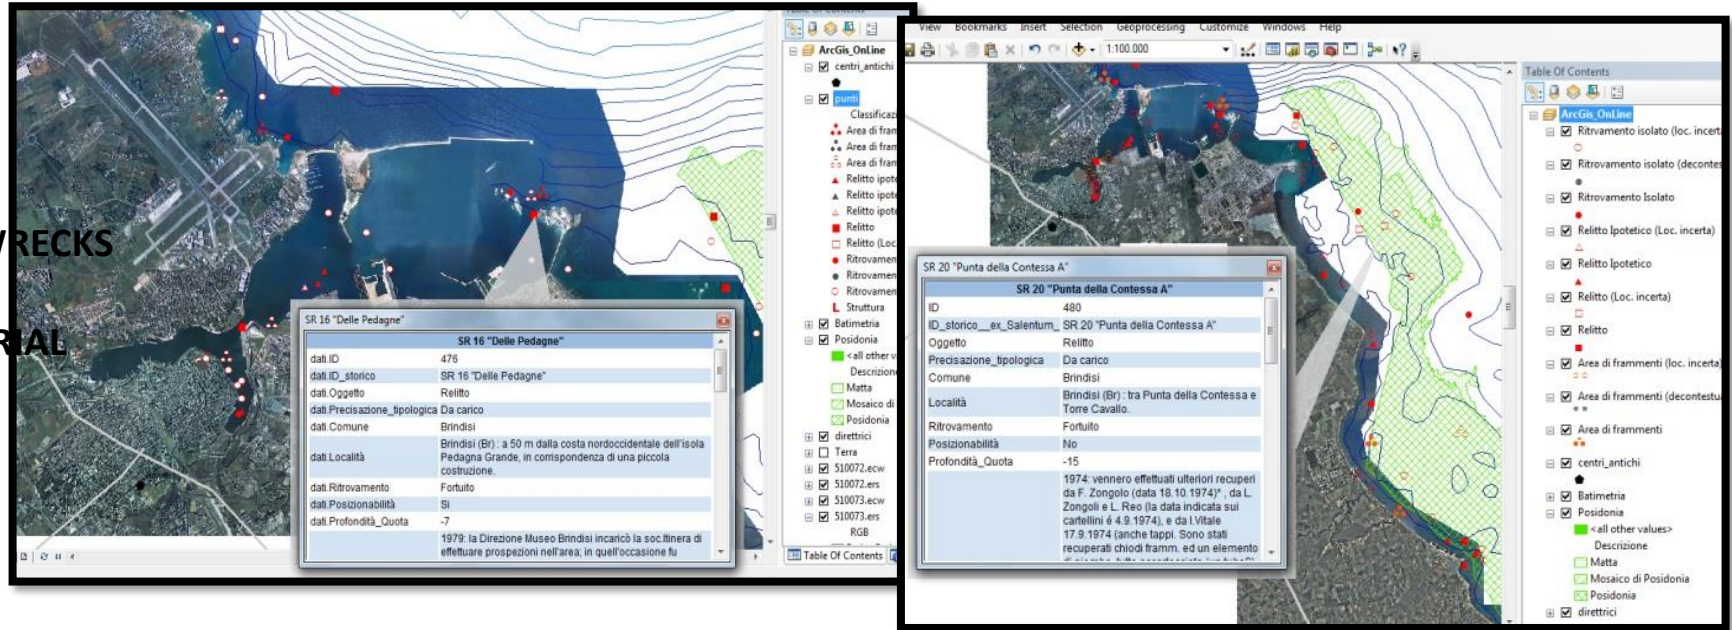 WRECKS
RIAL
Table Of Contents
ArcGis_OnLine
centri_antichi
punti
Classificazi
Area di fram
Area di fram
Area di fram
Relitto ipote
Relitto ipote
Relitto ipote
Relitto
Relitto (Loc.
Ritrovamen
Ritrovamen
Ritrovamen
Struttura
Batimetria
Posidonia
<all other v
Descrizione
Matta
Mosaico di
Posidonia
direttrici
Terra
510072.ecw
510072.ers
510073.ecw
510073.ers
RGB
Table Of Contents
SR 16 "Delle Pedagne"
SR 16 "Delle Pedagne"
dati.ID 476
dati.ID_storico SR 16 "Delle Pedagne"
dati.Oggetto Relitto
dati.Precisazione_tipologica Da carico
dati.Comune Brindisi
dati.Località Brindisi (Br) : a 50 m dalla costa nordoccidentale dell'isola
Pedagna Grande, in corrispondenza di una piccola
costruzione.
dati.Ritrovamento Fortuito
dati.Posizionabilità Si
dati.Profondità_Quota -7
1979: la Direzione Museo Brindisi incaricò la soc.Itinera di
effettuare prospezioni nell'area; in quell'occasione fu
View Bookmarks Insert Selection Geoprocessing Customize Windows Help
1:100.000
Table Of Contents
ArcGis_OnLine
Ritrvamento isolato (loc. incert
Ritrovamento isolato (decontes
Ritrovamento Isolato
Relitto Ipotetico (Loc. incerta)
Relitto Ipotetico
Relitto (Loc. incerta)
Relitto
Area di frammenti (loc. incerta)
Area di frammenti (decontestu
Area di frammenti
centri_antichi
Batimetria
Posidonia
<all other values>
Descrizione
Matta
Mosaico di Posidonia
Posidonia
direttrici
SR 20 "Punta della Contessa A"
SR 20 "Punta della Contessa A"
ID 480
ID_storico__ex_Salentum_ SR 20 "Punta della Contessa A"
Oggetto Relitto
Precisazione_tipologica Da carico
Comune Brindisi
Località Brindisi (Br) : tra Punta della Contessa e
Torre Cavallo.
Ritrovamento Fortuito
Posizionabilità No
Profondità_Quota -15
1974: vennero effettuati ulteriori recuperi
da F. Zongolo (data 18.10.1974)* , da L.
Zongoli e L. Reo (la data indicata sui
cartellini é 4.9.1974), e da I.Vitale
17.9.1974 (anche tappi. Sono stati
recuperati chiodi framm. ed un elemento